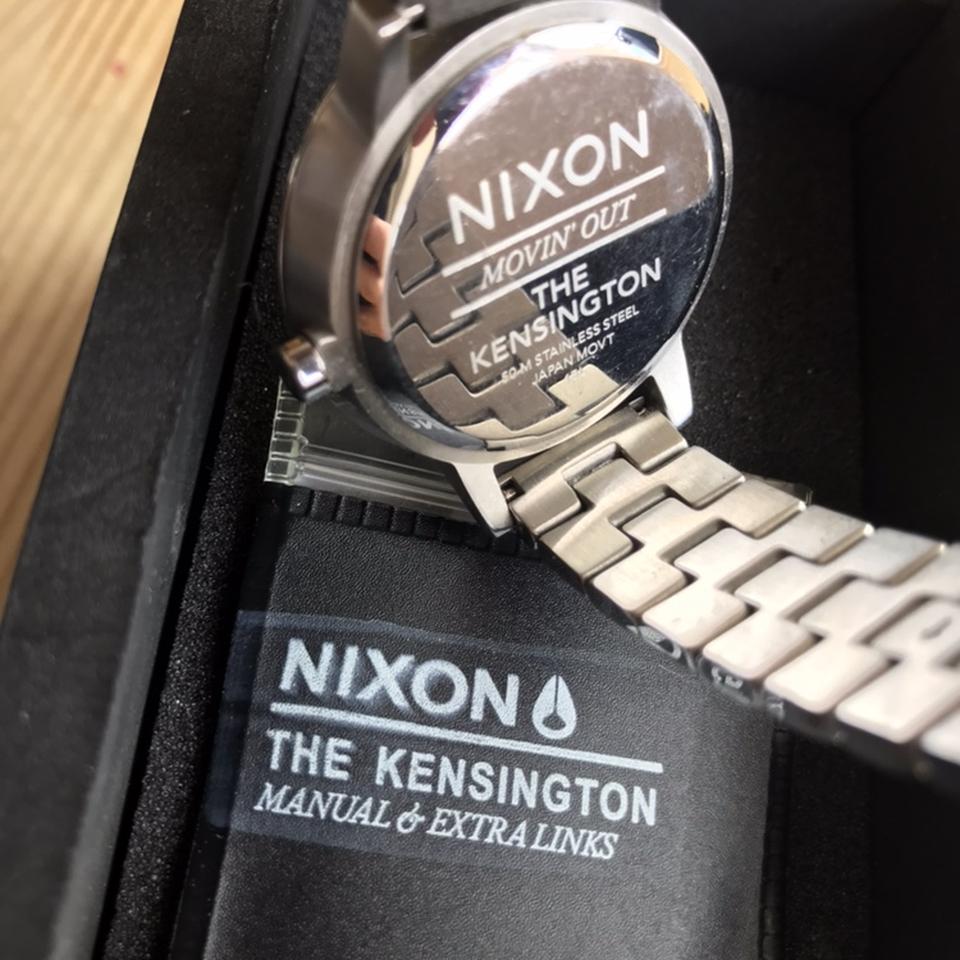 NIXON
MOVIN' OUT
THE
KENSINGTON
50 M STAINLESS STEEL
JAPAN MOVT
NIXON
THE KENSINGTON
MANUAL & EXTRA LINKS